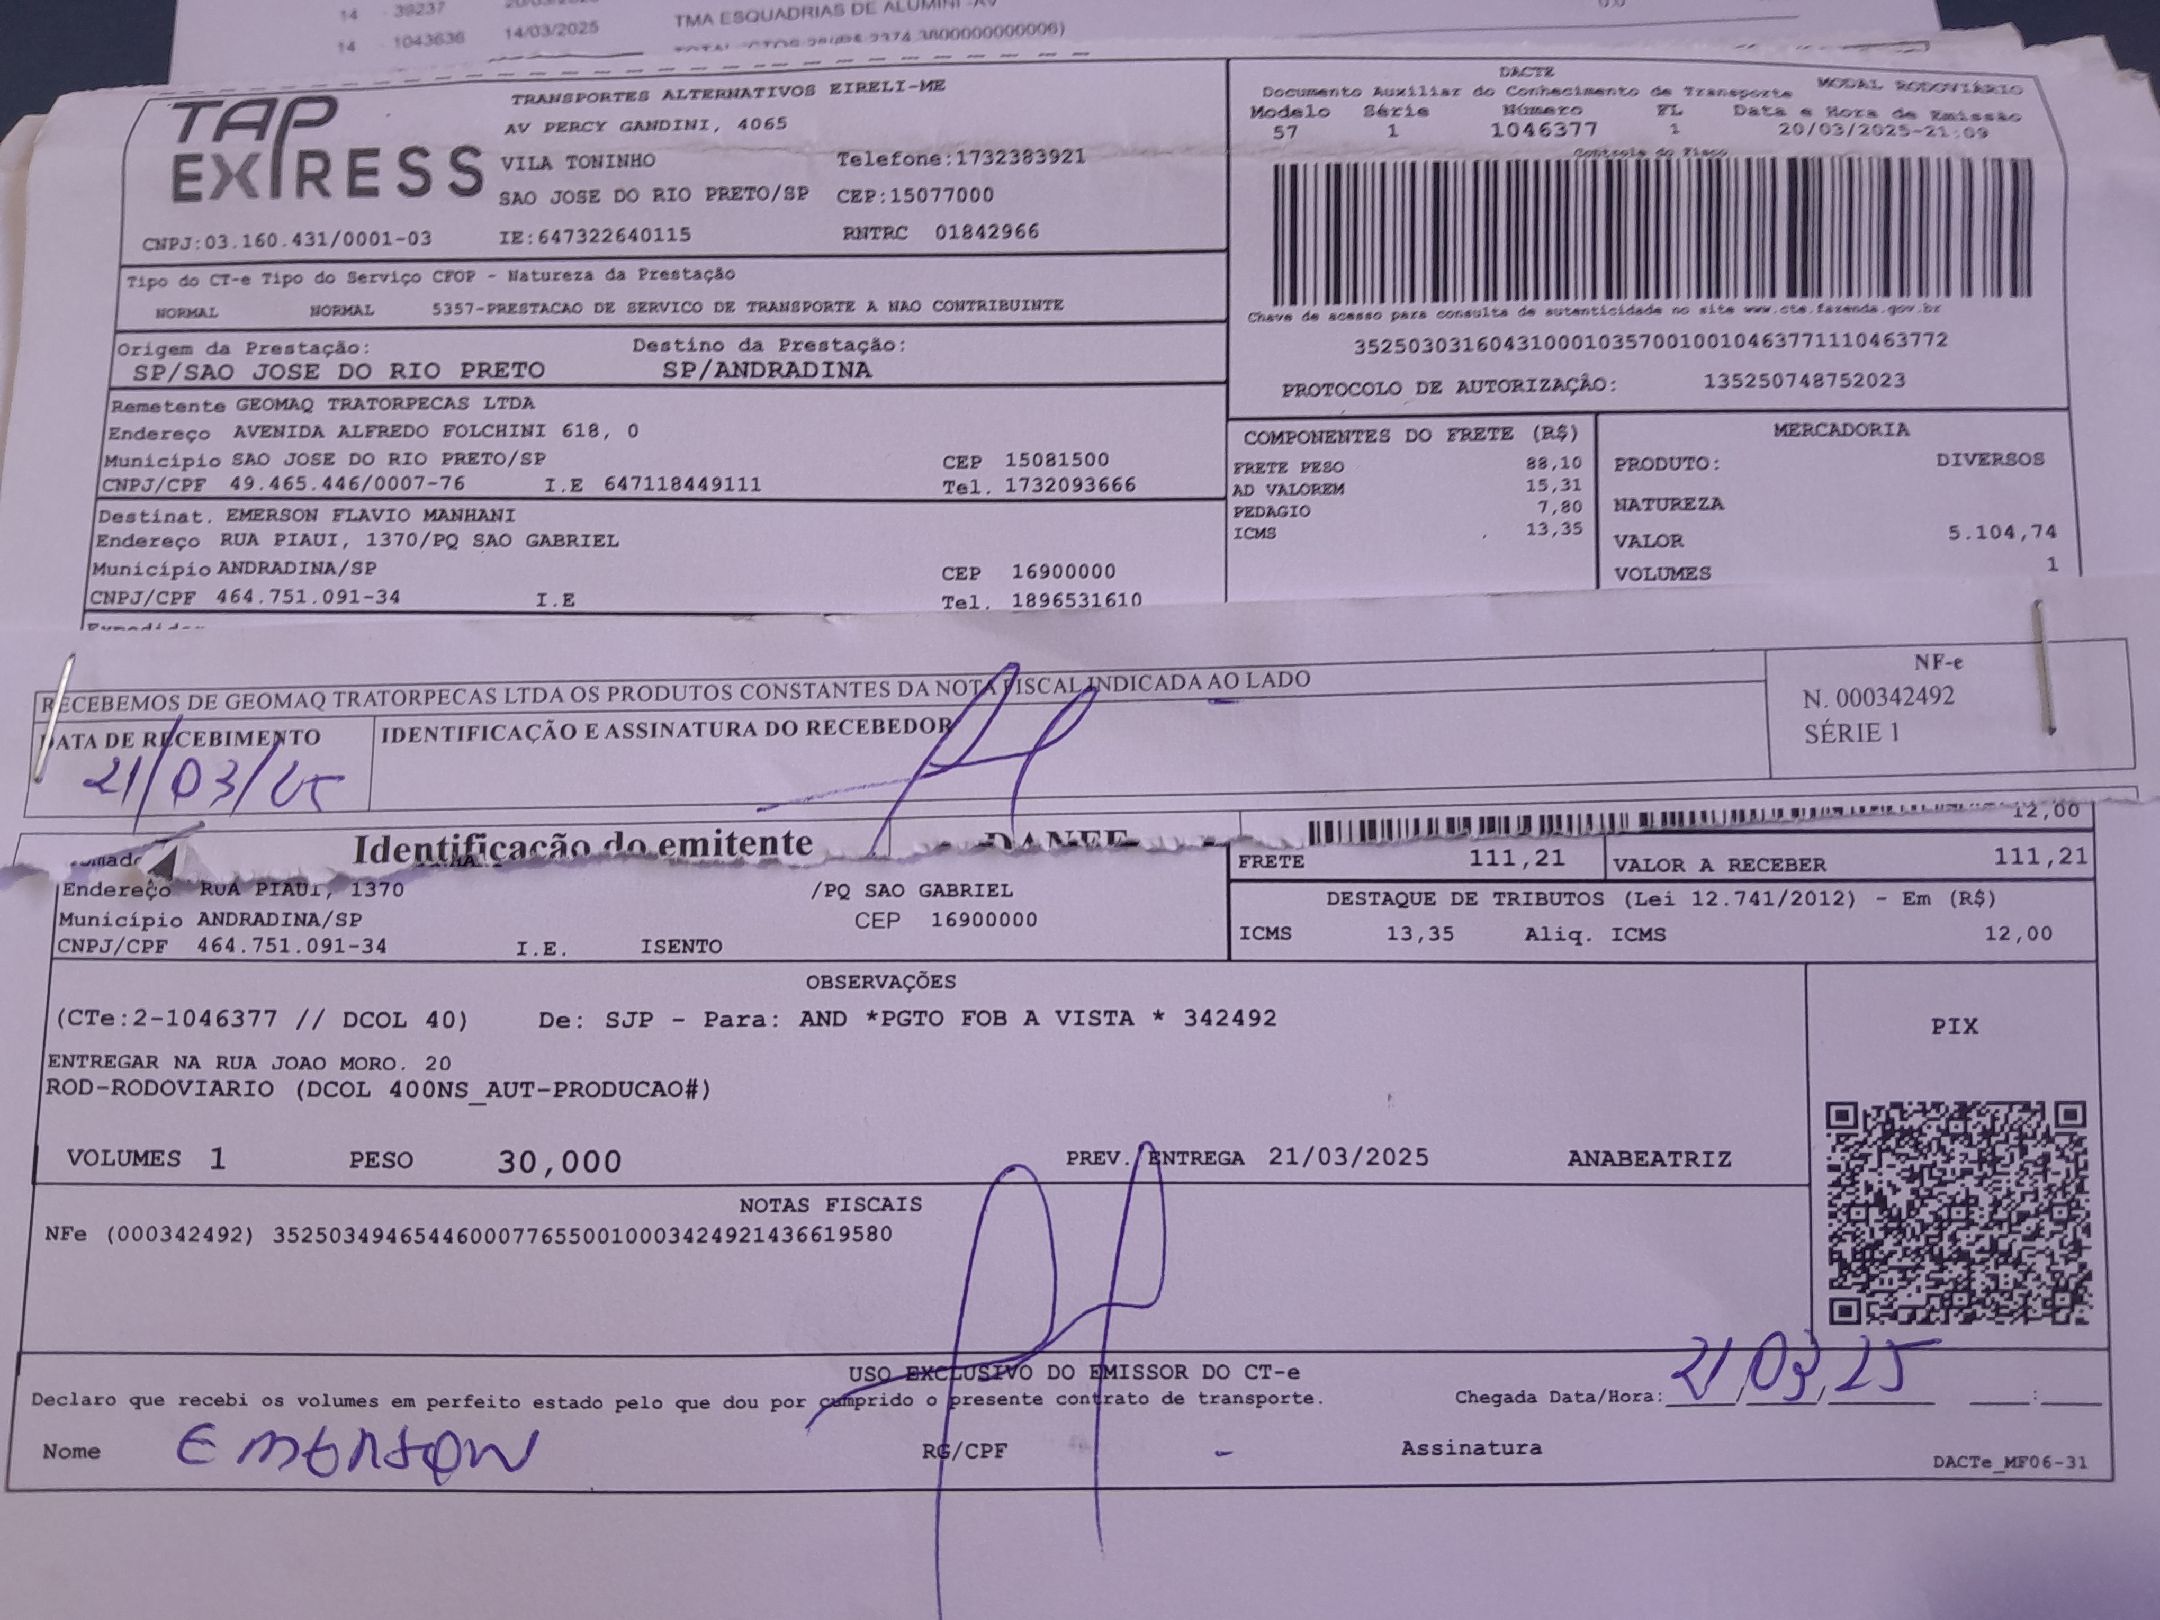 14 39237
TMA ESQUADRIAS DE ALUMINI -AV
14 1043636 14/03/2025
TAP EXPRESS
TRANSPORTES ALTERNATIVOS EIRELI-ME
AV PERCY GANDINI, 4065
VILA TONINHO Telefone:1732383921
SAO JOSE DO RIO PRETO/SP CEP:15077000
CNPJ:03.160.431/0001-03 IE:647322640115 RNTRC 01842966
DACTE
Documento Auxiliar do Conhecimento de Transporte MODAL RODOVIÁRIO
Modelo Série Número FL Data e Hora de Emissão
57 1 1046377 1 20/03/2025-21:09
Controle do Fisco
Chave de acesso para consulta de autenticidade no site www.cte.fazenda.gov.br
35250303160431000103570010010463771110463772
PROTOCOLO DE AUTORIZAÇÃO: 135250748752023
Tipo do CT-e Tipo do Serviço CFOP - Natureza da Prestação
NORMAL NORMAL 5357-PRESTACAO DE SERVICO DE TRANSPORTE A NAO CONTRIBUINTE
Origem da Prestação: Destino da Prestação:
SP/SAO JOSE DO RIO PRETO SP/ANDRADINA
Remetente GEOMAQ TRATORPECAS LTDA
Endereço AVENIDA ALFREDO FOLCHINI 618, 0
Município SAO JOSE DO RIO PRETO/SP CEP 15081500
CNPJ/CPF 49.465.446/0007-76 I.E 647118449111 Tel. 1732093666
Destinat. EMERSON FLAVIO MANHANI
Endereço RUA PIAUI, 1370/PQ SAO GABRIEL
Município ANDRADINA/SP CEP 16900000
CNPJ/CPF 464.751.091-34 I.E Tel. 1896531610
COMPONENTES DO FRETE (R$)
FRETE PESO 88,10
AD VALOREM 15,31
PEDAGIO 7,80
ICMS 13,35
MERCADORIA
PRODUTO: DIVERSOS
NATUREZA
VALOR 5.104,74
VOLUMES 1
RECEBEMOS DE GEOMAQ TRATORPECAS LTDA OS PRODUTOS CONSTANTES DA NOTA FISCAL INDICADA AO LADO
DATA DE RECEBIMENTO IDENTIFICAÇÃO E ASSINATURA DO RECEBEDOR
21/03/25
NF-e
N. 000342492
SÉRIE 1
Identificação do emitente DANFE
12,00
FRETE 111,21 VALOR A RECEBER 111,21
Endereço RUA PIAUI, 1370 /PQ SAO GABRIEL
Município ANDRADINA/SP CEP 16900000
CNPJ/CPF 464.751.091-34 I.E. ISENTO
DESTAQUE DE TRIBUTOS (Lei 12.741/2012) - Em (R$)
ICMS 13,35 Aliq. ICMS 12,00
OBSERVAÇÕES
(CTe:2-1046377 // DCOL 40) De: SJP - Para: AND *PGTO FOB A VISTA * 342492
ENTREGAR NA RUA JOAO MORO. 20
ROD-RODOVIARIO (DCOL 400NS_AUT-PRODUCAO#)
PIX
VOLUMES 1 PESO 30,000 PREV. ENTREGA 21/03/2025 ANABEATRIZ
NOTAS FISCAIS
NFe (000342492) 35250349465446000776550010003424921436619580
USO EXCLUSIVO DO EMISSOR DO CT-e
Declaro que recebi os volumes em perfeito estado pelo que dou por cumprido o presente contrato de transporte. Chegada Data/Hora: 21/03/25
Nome EMERSON RG/CPF Assinatura
DACTe_MF06-31